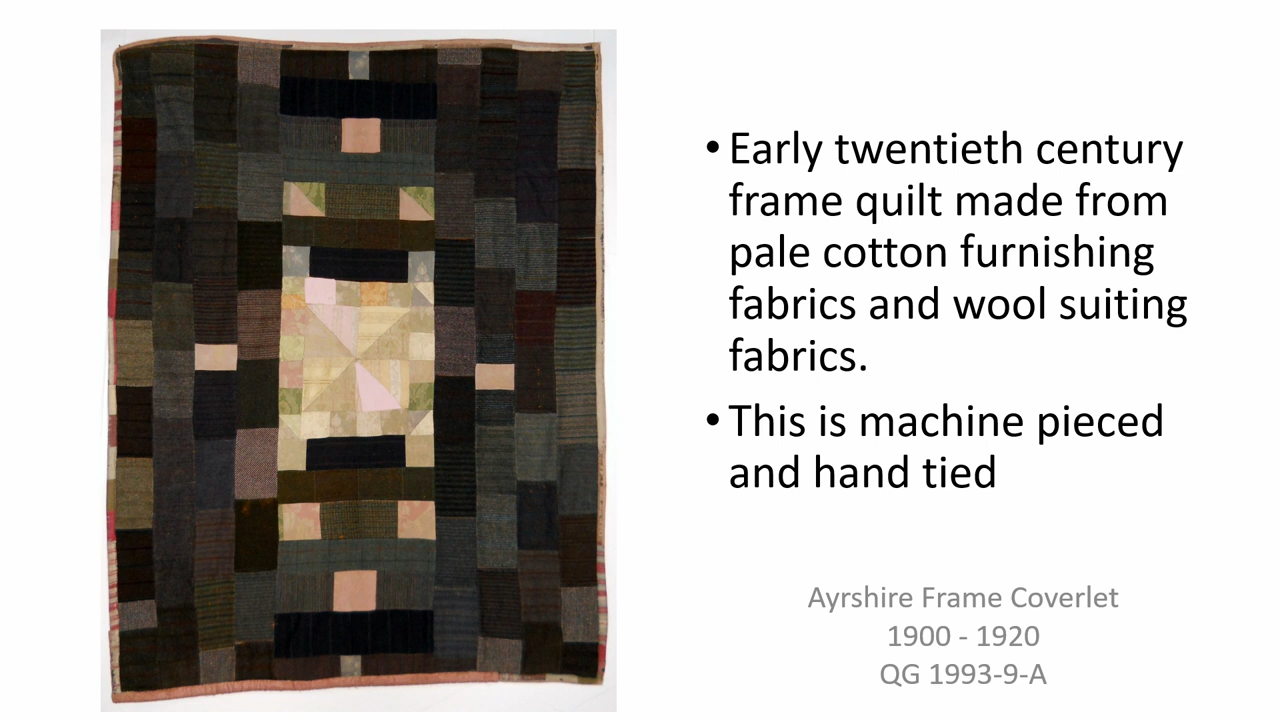 • Early twentieth century
frame quilt made from
pale cotton furnishing
fabrics and wool suiting
fabrics.
• This is machine pieced
and hand tied
Ayrshire Frame Coverlet
1900 - 1920
QG 1993-9-A